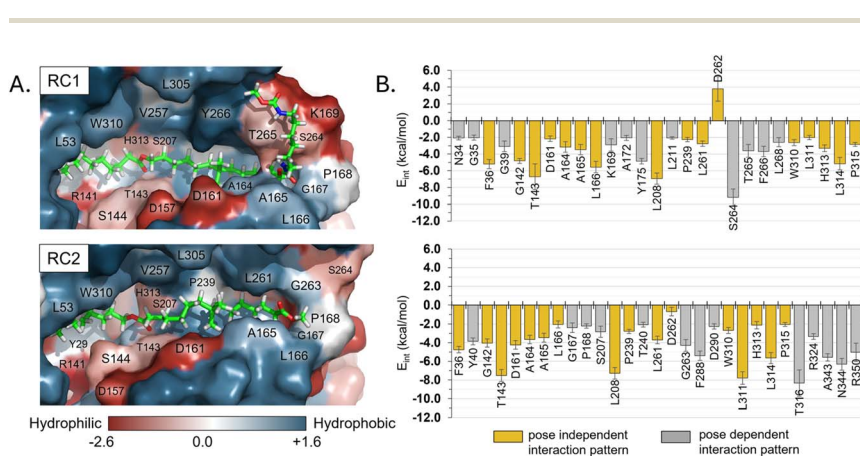 A.
RC1
L305
V257
Y266
K169
W310
T265
S264
L53
H313 S207
P168
R141
T143
A164
G167
S144
D157
D161
A165
L166
RC2
L305
V257
L261
G263
S264
P239
W310
H313
S207
L53
P168
Y29
T143
A165
G167
R141
S144
D161
L166
D157
Hydrophilic
Hydrophobic
-2.6
0.0
+1.6
B.
E_int (kcal/mol)
6.0
4.0
2.0
0.0
-2.0
-4.0
-6.0
-8.0
-10.0
-12.0
N34 G35 F36 G39 G142 T143 D161 A164 A165 L166 K169 A172 Y175 L208 L211 P239 L261 D262 S264 T265 F266 L268 W310 L311 H313 L314 P315
E_int (kcal/mol)
6.0
4.0
2.0
0.0
-2.0
-4.0
-6.0
-8.0
-10.0
-12.0
F36 Y40 G142 T143 D161 A164 A165 L166 G167 P168 S207 L208 P239 T240 L261 D262 G263 F288 D290 W310 L311 H313 L314 P315 T316 R324 A343 N344 R350
pose independent
interaction pattern
pose dependent
interaction pattern